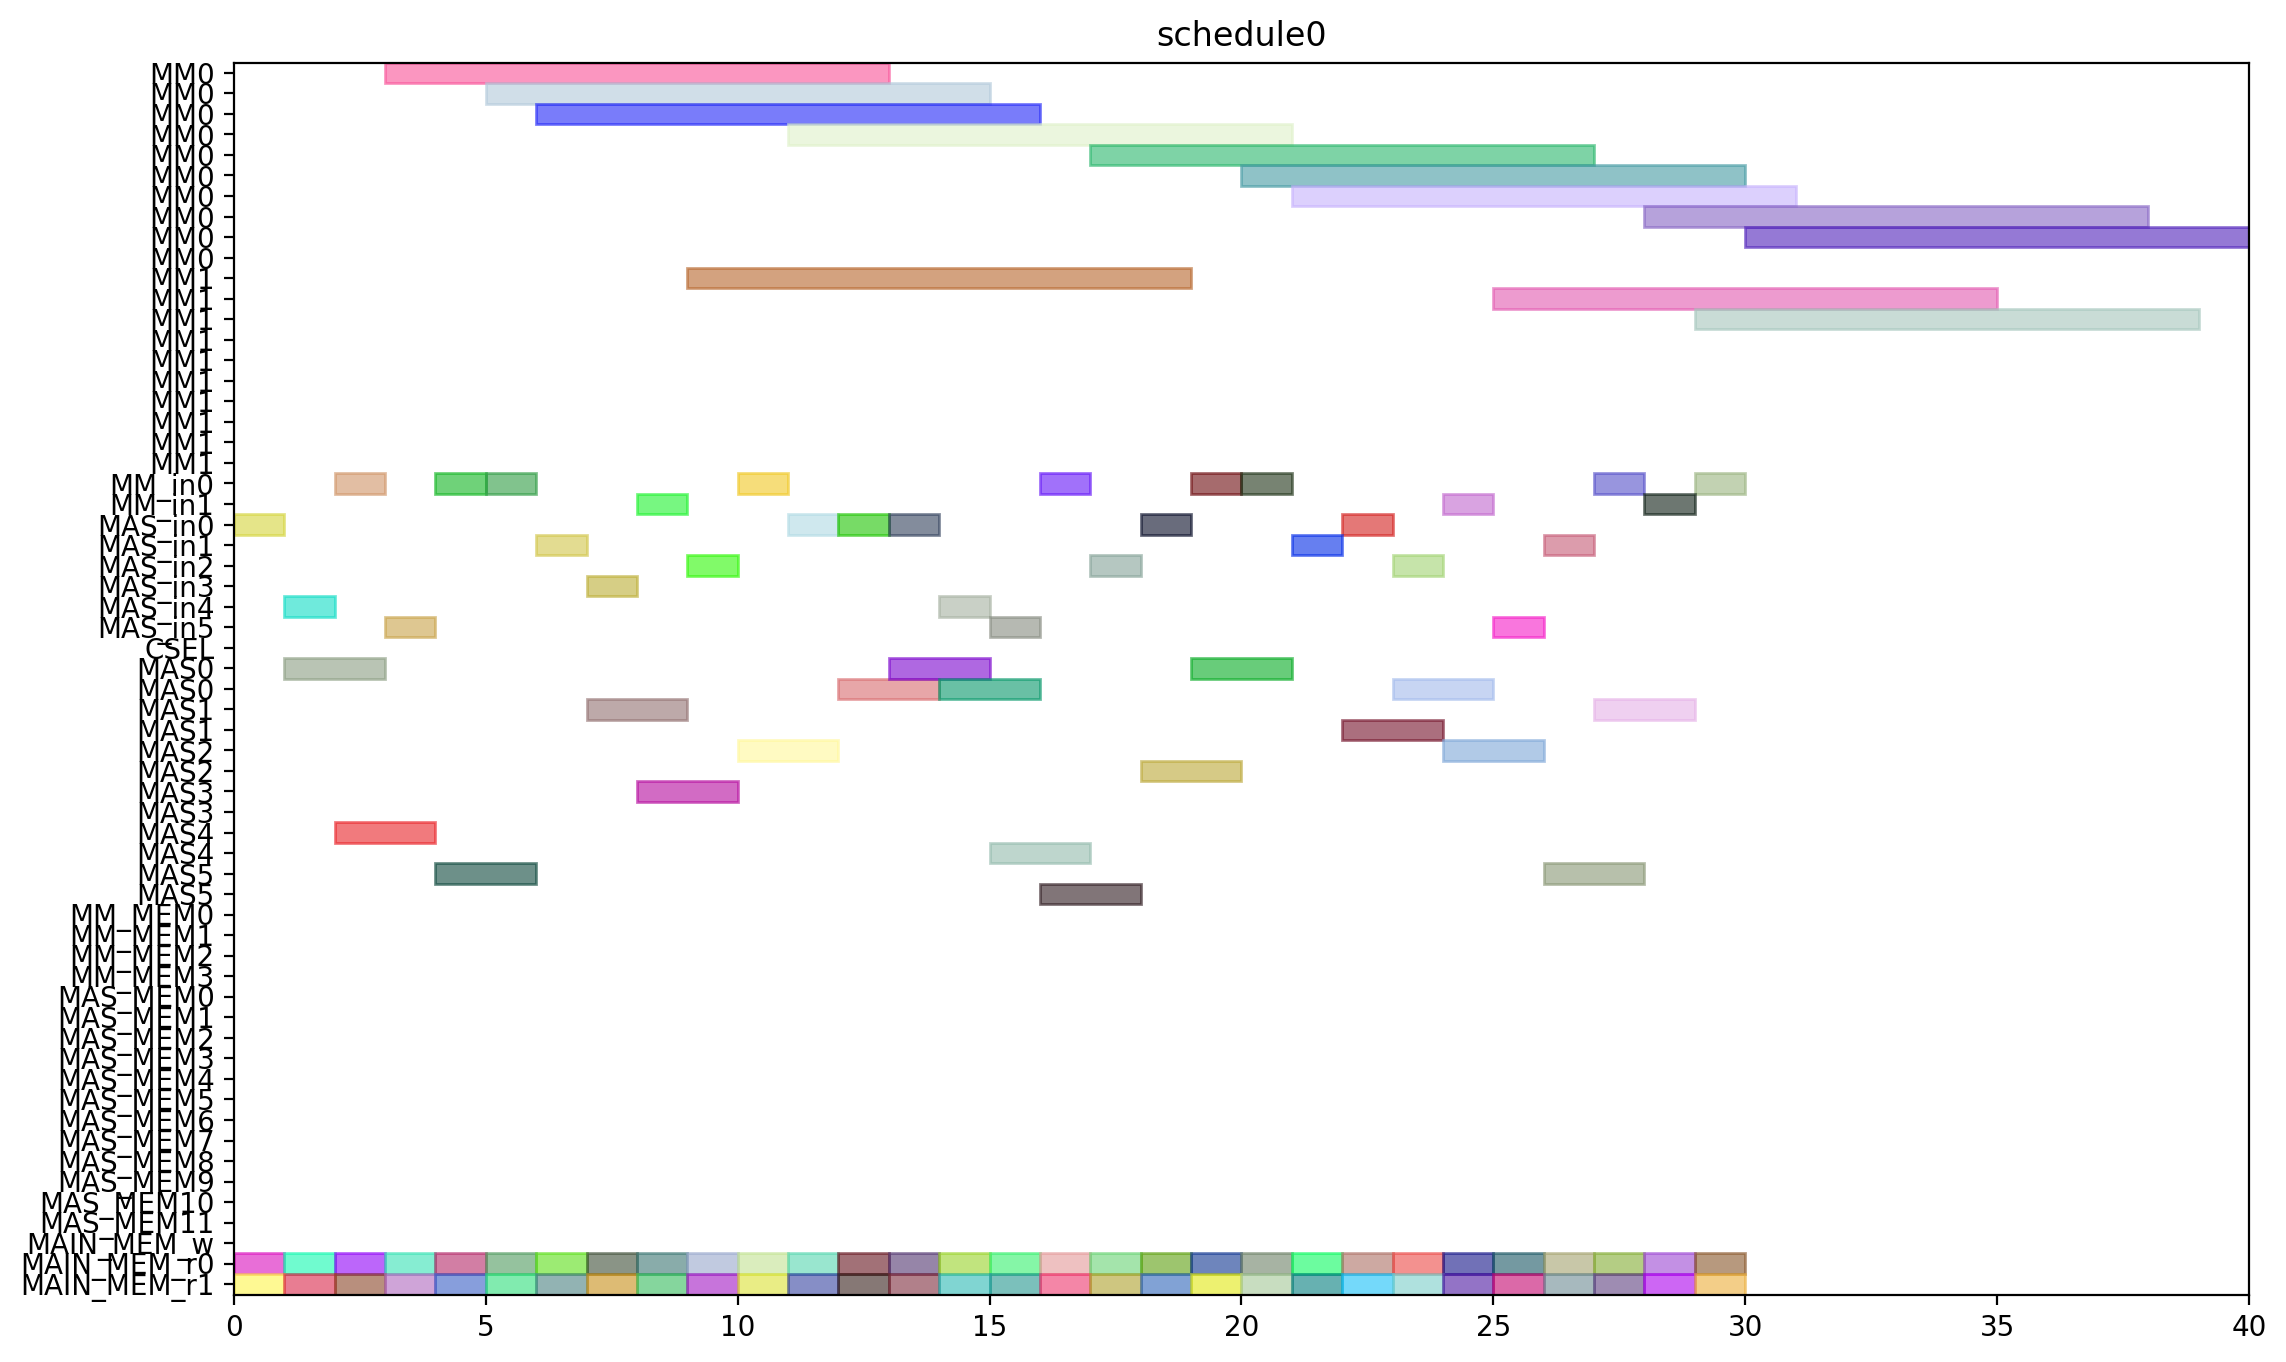 schedule0
MM0
MM0
MM0
MM0
MM0
MM0
MM0
MM0
MM0
MM0
MM1
MM1
MM1
MM1
MM1
MM1
MM1
MM1
MM1
MM1
MM_in0
MM_in1
MAS_in0
MAS_in1
MAS_in2
MAS_in3
MAS_in4
MAS_in5
CSEL
MAS0
MAS0
MAS1
MAS1
MAS2
MAS2
MAS3
MAS3
MAS4
MAS4
MAS5
MAS5
MM_MEM0
MM_MEM1
MM_MEM2
MM_MEM3
MAS_MEM0
MAS_MEM1
MAS_MEM2
MAS_MEM3
MAS_MEM4
MAS_MEM5
MAS_MEM6
MAS_MEM7
MAS_MEM8
MAS_MEM9
MAS_MEM10
MAS_MEM11
MAIN_MEM_w
MAIN_MEM_r0
MAIN_MEM_r1
0 5 10 15 20 25 30 35 40